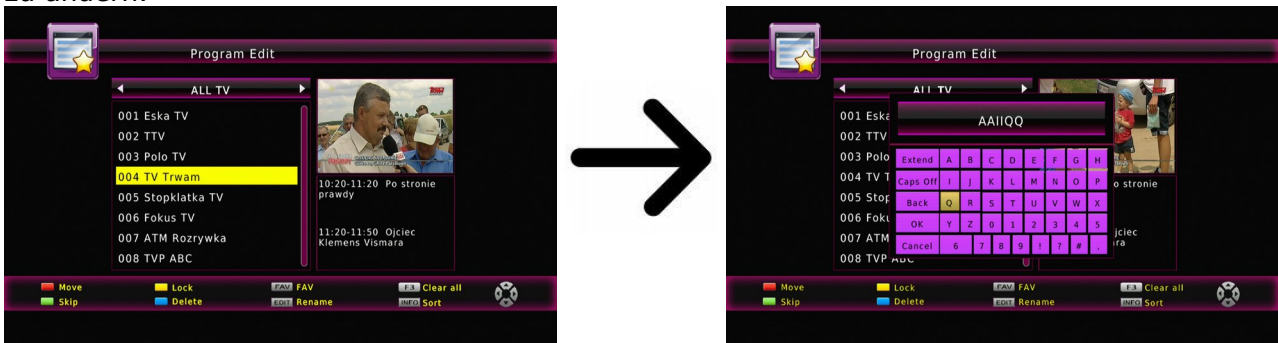 zu ändern.
Program Edit
ALL TV
001 Eska TV
002 TTV
003 Polo TV
004 TV Trwam
005 Stopklatka TV
006 Fokus TV
007 ATM Rozrywka
008 TVP ABC
10:20-11:20 Po stronie
prawdy
11:20-11:50 Ojciec
Klemens Vismara
Move
Lock
FAV FAV
F3 Clear all
Skip
Delete
EDIT Rename
INFO Sort
Program Edit
ALL TV
001 Eska
002 TTV
003 Polo
004 TV T
005 Stop
006 Foku
007 ATM
008 TVP ABC
AAIIQQ
Extend A B C D E F G H
Caps Off I J K L M N O P
Back Q R S T U V W X
OK Y Z 0 1 2 3 4 5
Cancel 6 7 8 9 ! ? # .
o stronie
jciec
ra
Move
Lock
FAV FAV
F3 Clear all
Skip
Delete
EDIT Rename
INFO Sort